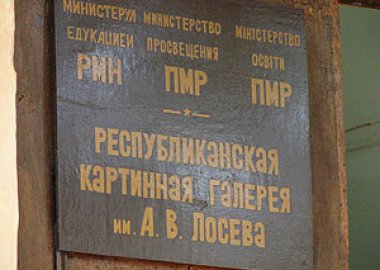 МИНИСТЕРУЛ МИНИСТЕРСТВО МІНІСТЕРСТВО
ЕДУКАЦИЕЙ ПРОСВЕЩЕНИЯ ОСВІТИ
РМН ПМР ПМР
РЕСПУБЛИКАНСКАЯ
КАРТИННАЯ ГАЛЕРЕЯ
ИМ. А. В. ЛОСЕВА